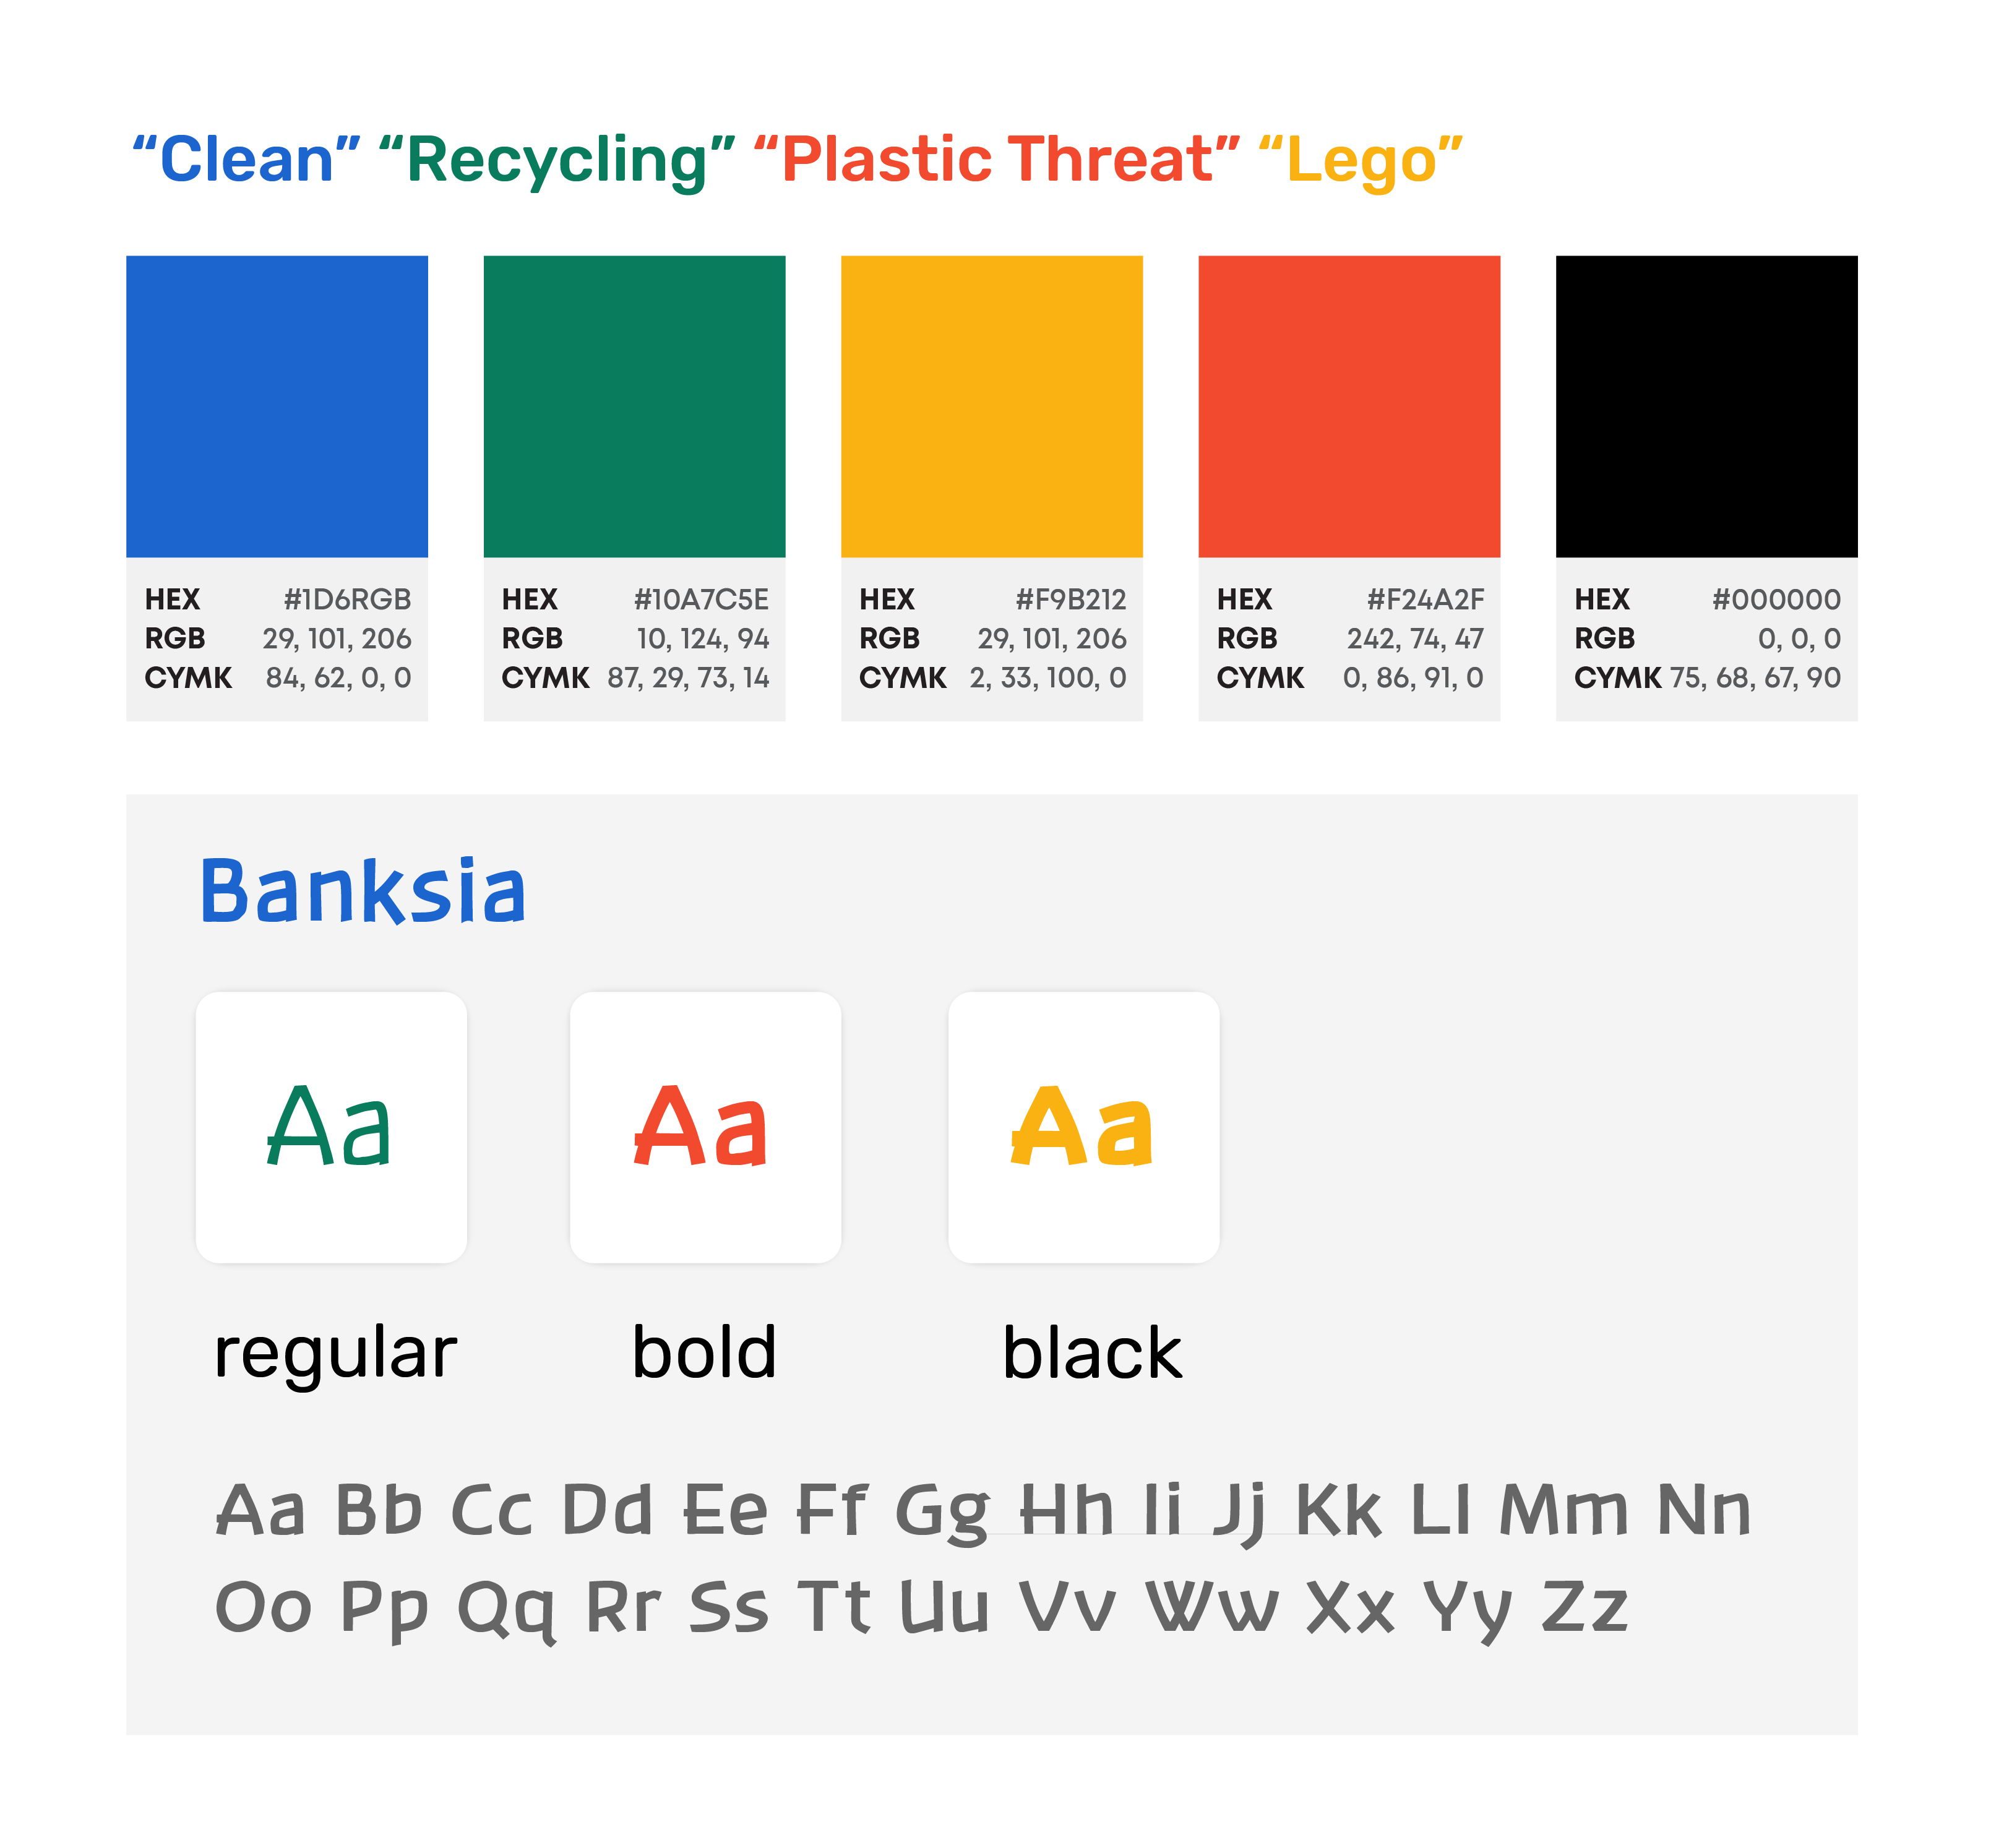 “Clean” “Recycling” “Plastic Threat” “Lego”
HEX #1D6RGB
RGB 29, 101, 206
CYMK 84, 62, 0, 0
HEX #10A7C5E
RGB 10, 124, 94
CYMK 87, 29, 73, 14
HEX #F9B212
RGB 29, 101, 206
CYMK 2, 33, 100, 0
HEX #F24A2F
RGB 242, 74, 47
CYMK 0, 86, 91, 0
HEX #000000
RGB 0, 0, 0
CYMK 75, 68, 67, 90
Banksia
Aa Aa Aa
regular bold black
Aa Bb Cc Dd Ee Ff Gg Hh Ii Jj Kk Ll Mm Nn
Oo Pp Qq Rr Ss Tt Uu Vv Ww Xx Yy Zz